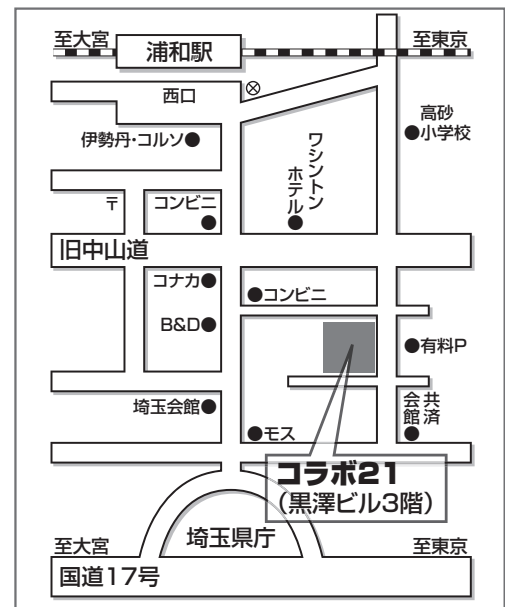 至大宮
浦和駅
至東京
西口
高砂
小学校
伊勢丹・コルソ
ワシントン
ホテル
〒
コンビニ
旧中山道
コナカ
コンビニ
B&D
有料P
埼玉会館
共済
会館
モス
コラボ21
(黒澤ビル3階)
埼玉県庁
至大宮
至東京
国道17号